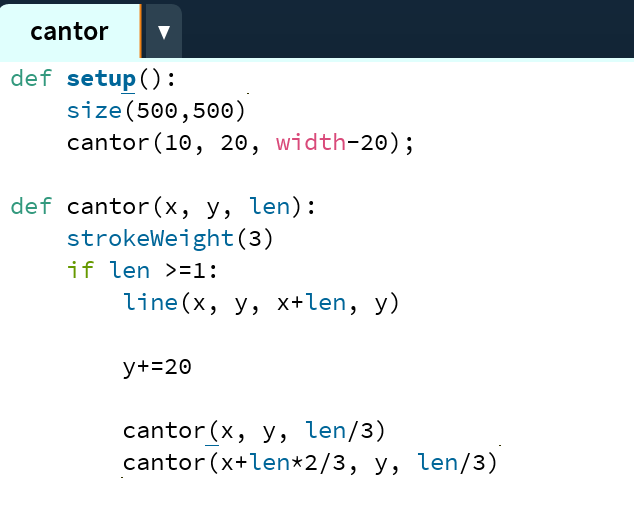 cantor ▼
def setup():
    size(500,500)
    cantor(10, 20, width-20);
def cantor(x, y, len):
    strokeWeight(3)
    if len >=1:
        line(x, y, x+len, y)
        y+=20
        cantor(x, y, len/3)
        cantor(x+len*2/3, y, len/3)